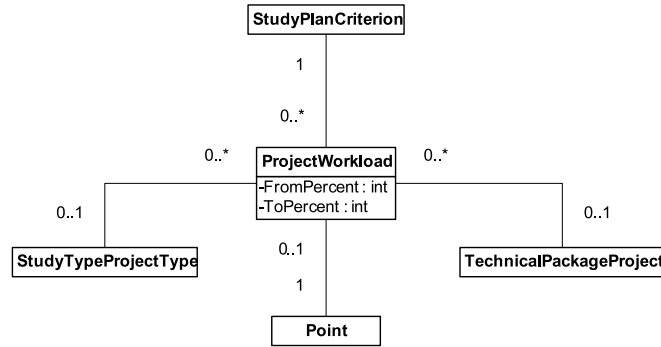 StudyPlanCriterion
1
0..*
0..*
ProjectWorkload
0..*
-FromPercent : int
-ToPercent : int
0..1
0..1
StudyTypeProjectType
0..1
TechnicalPackageProject
1
Point